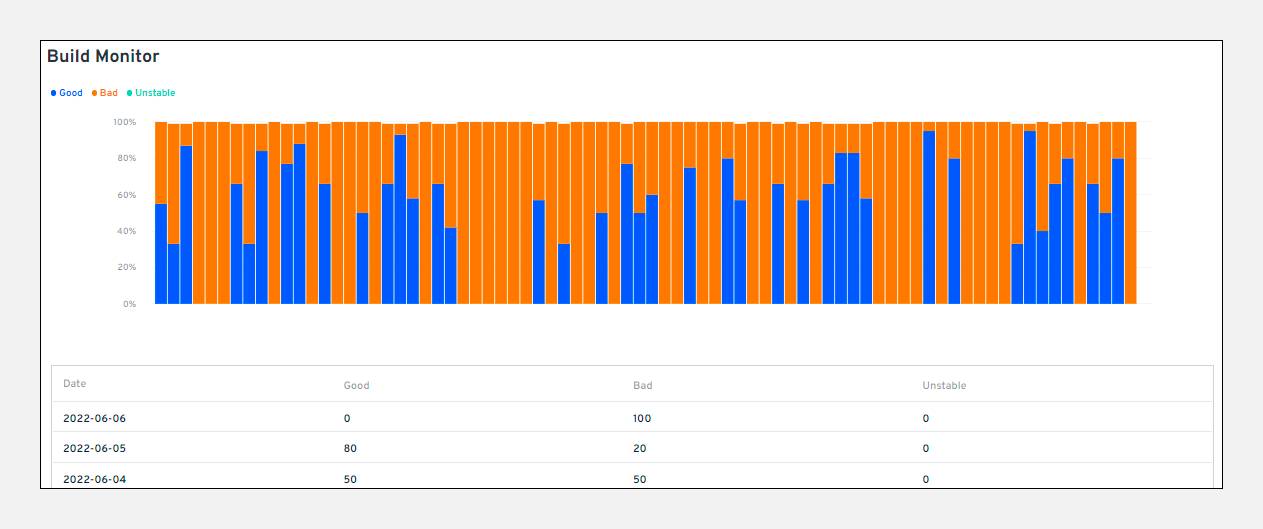 Build Monitor
Good Bad Unstable
100%
80%
60%
40%
20%
0%
Date Good Bad Unstable
2022-06-06 0 100 0
2022-06-05 80 20 0
2022-06-04 50 50 0